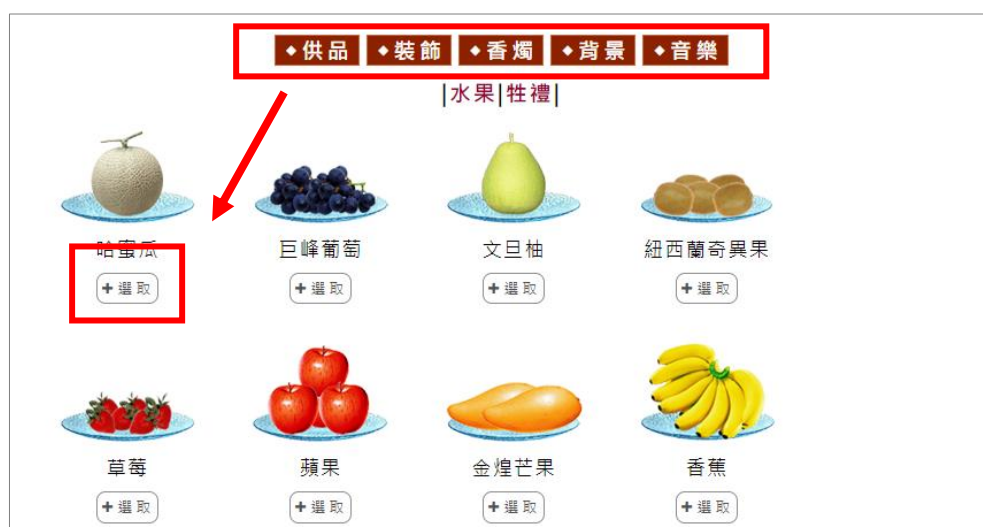 ◆供品 ◆裝飾 ◆香燭 ◆背景 ◆音樂
|水果|牲禮|
哈蜜瓜 巨峰葡萄 文旦柚 紐西蘭奇異果
+選取 +選取 +選取 +選取
草莓 蘋果 金煌芒果 香蕉
+選取 +選取 +選取 +選取